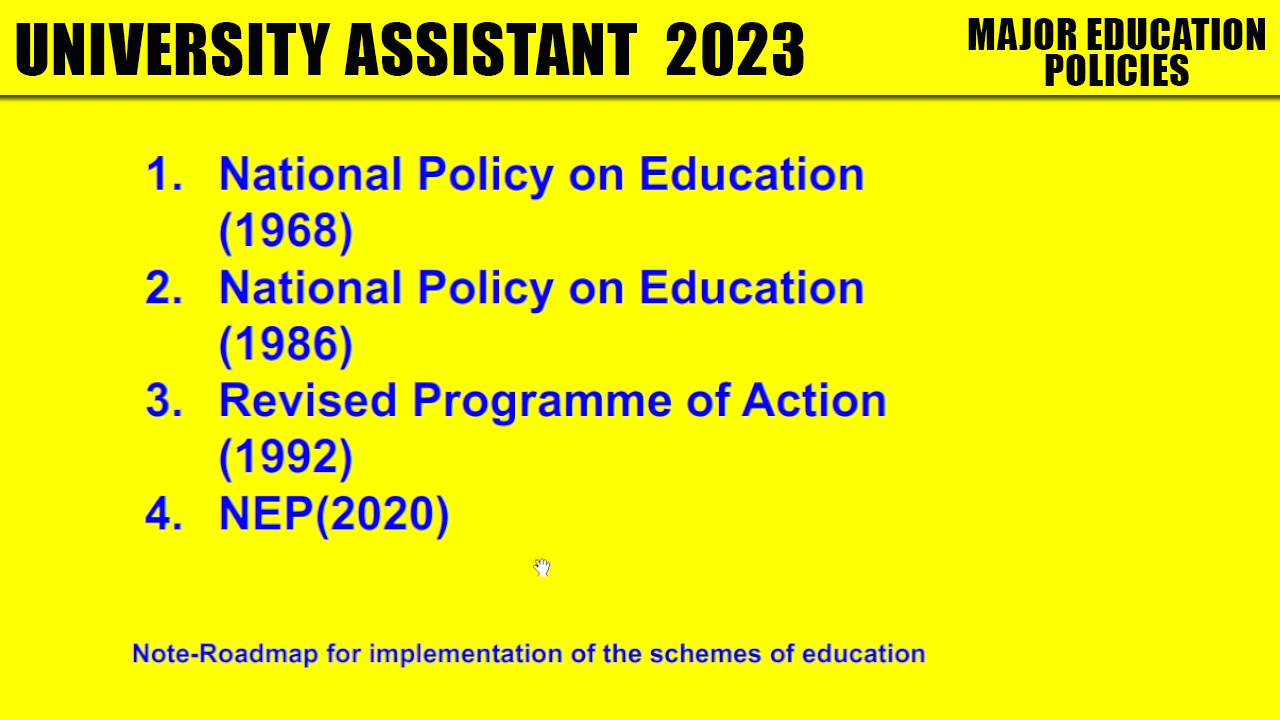 UNIVERSITY ASSISTANT 2023
MAJOR EDUCATION
POLICIES
1. National Policy on Education
(1968)
2. National Policy on Education
(1986)
3. Revised Programme of Action
(1992)
4. NEP(2020)
Note-Roadmap for implementation of the schemes of education